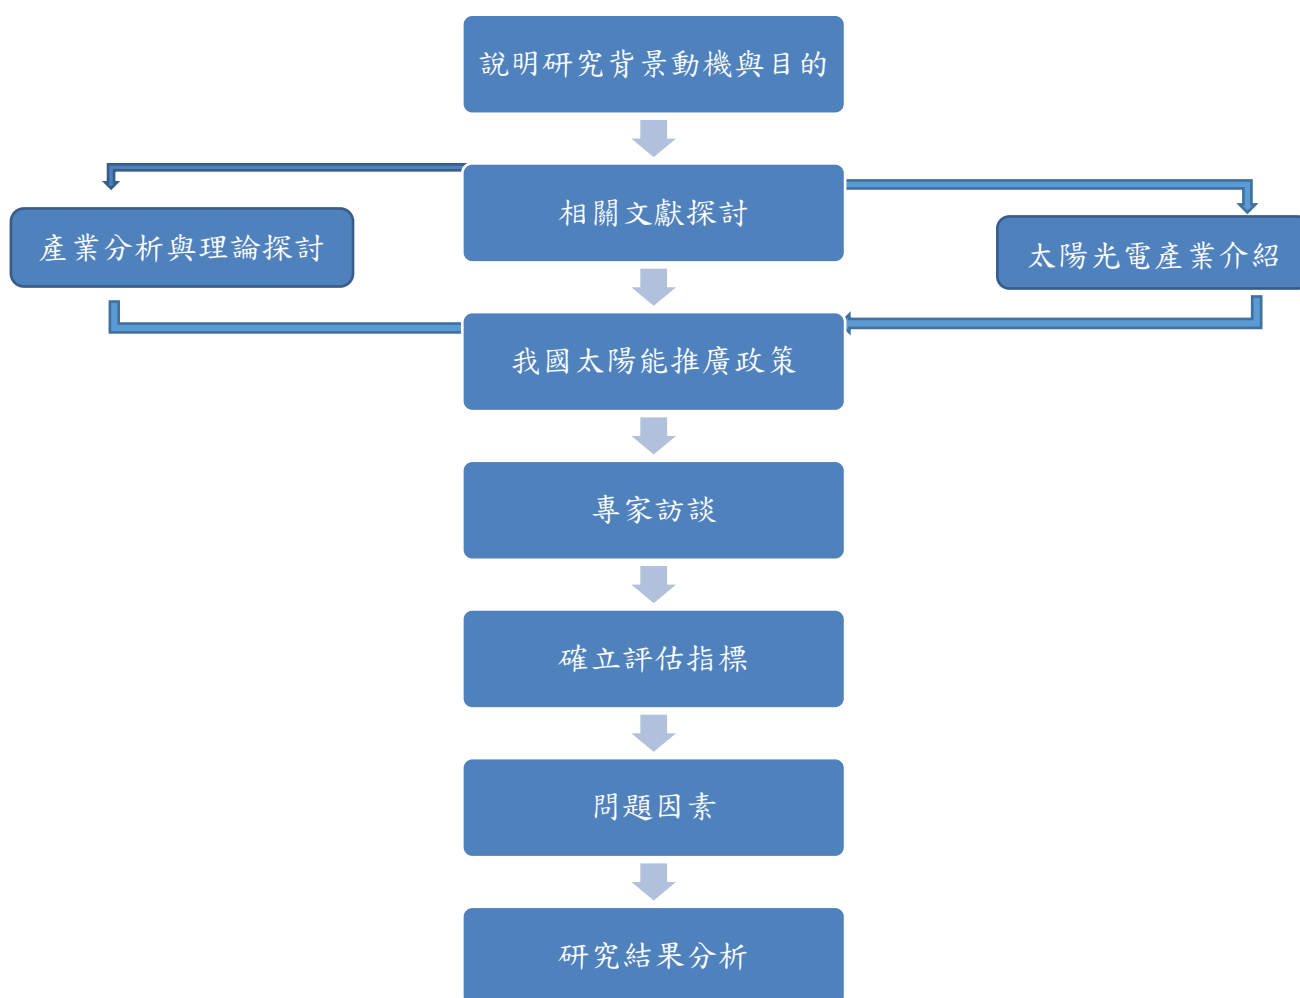 說明研究背景動機與目的
相關文獻探討
產業分析與理論探討
太陽光電產業介紹
我國太陽能推廣政策
專家訪談
確立評估指標
問題因素
研究結果分析